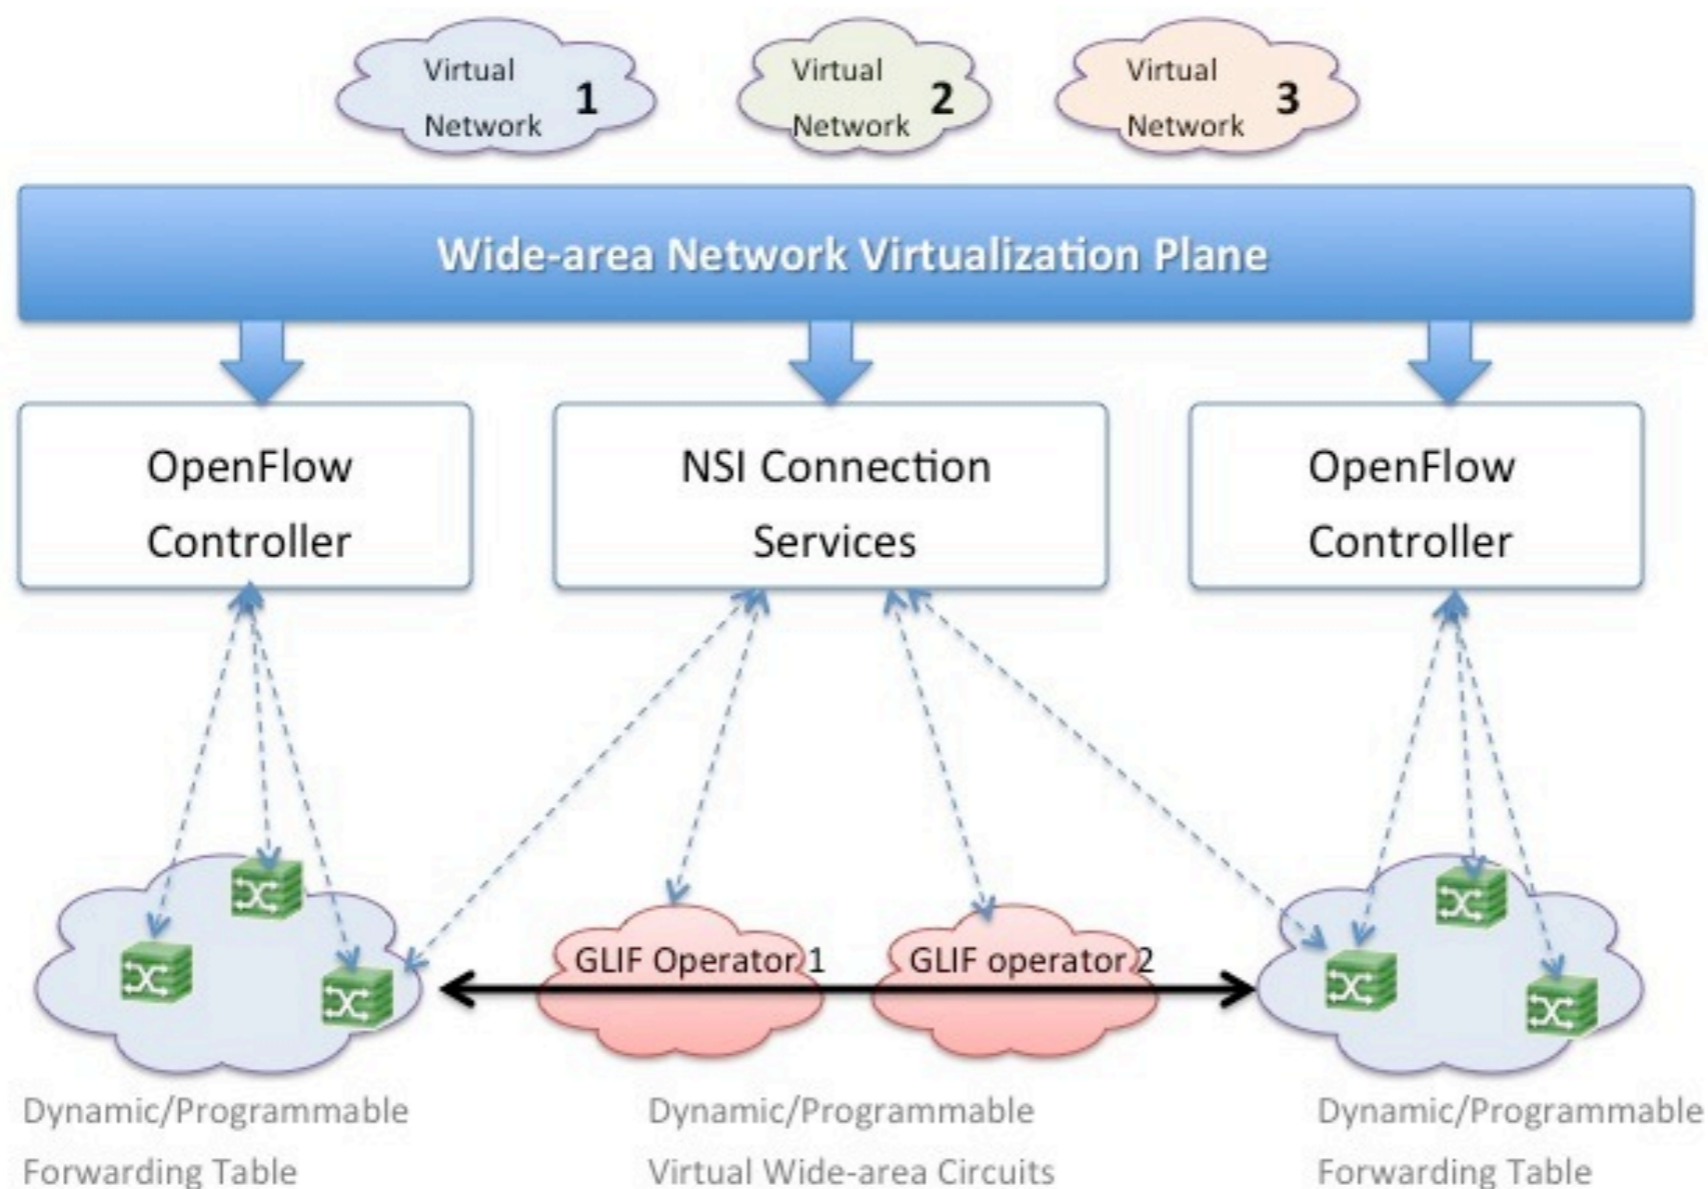 Virtual
Network 1
Virtual
Network 2
Virtual
Network 3
Wide-area Network Virtualization Plane
OpenFlow
Controller
NSI Connection
Services
OpenFlow
Controller
GLIF Operator 1
GLIF operator 2
Dynamic/Programmable
Forwarding Table
Dynamic/Programmable
Virtual Wide-area Circuits
Dynamic/Programmable
Forwarding Table